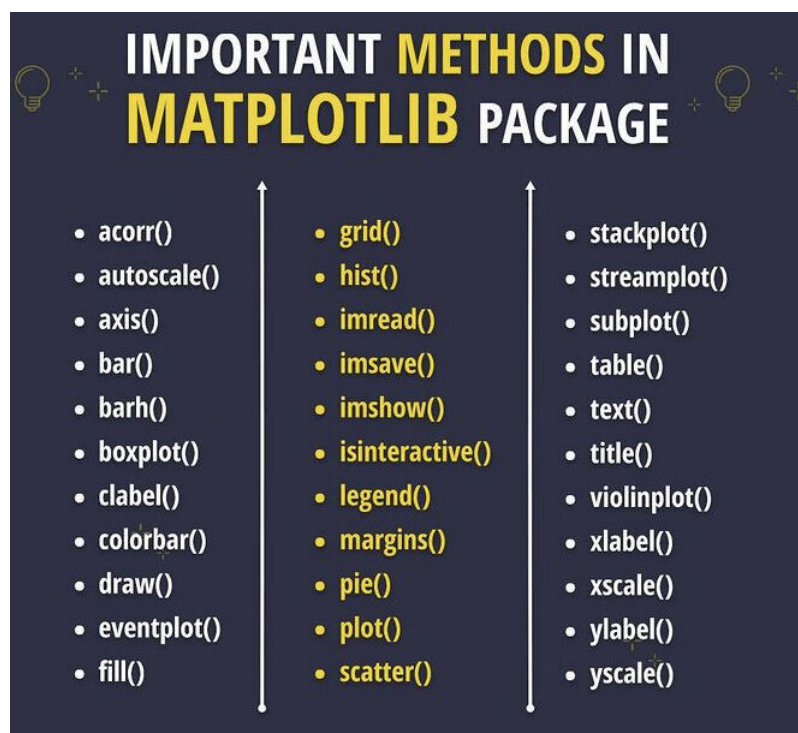 IMPORTANT METHODS IN
MATPLOTLIB PACKAGE
• acorr()
• autoscale()
• axis()
• bar()
• barh()
• boxplot()
• clabel()
• colorbar()
• draw()
• eventplot()
• fill()
• grid()
• hist()
• imread()
• imsave()
• imshow()
• isinteractive()
• legend()
• margins()
• pie()
• plot()
• scatter()
• stackplot()
• streamplot()
• subplot()
• table()
• text()
• title()
• violinplot()
• xlabel()
• xscale()
• ylabel()
• yscale()